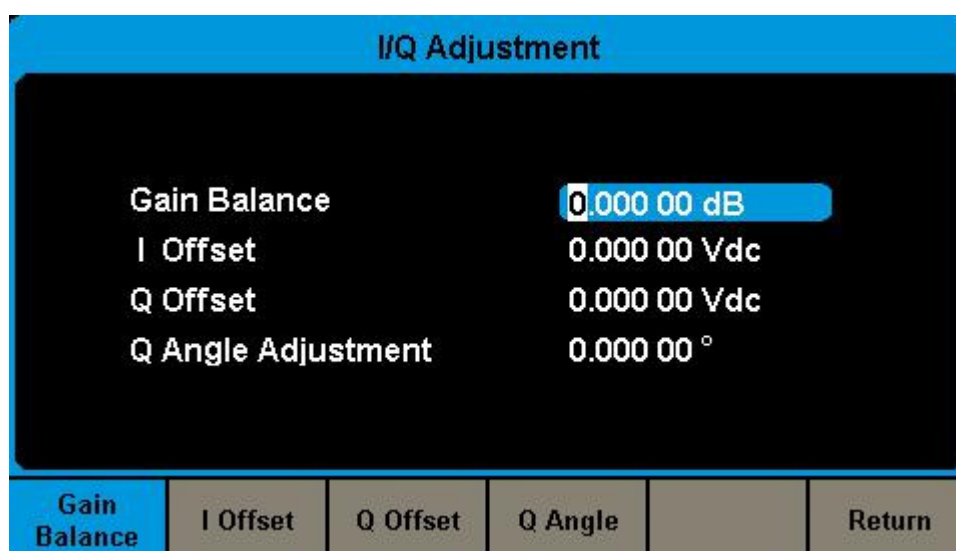 I/Q Adjustment
Gain Balance 0.000 00 dB
I Offset 0.000 00 Vdc
Q Offset 0.000 00 Vdc
Q Angle Adjustment 0.000 00 °
Gain Balance
I Offset
Q Offset
Q Angle
Return